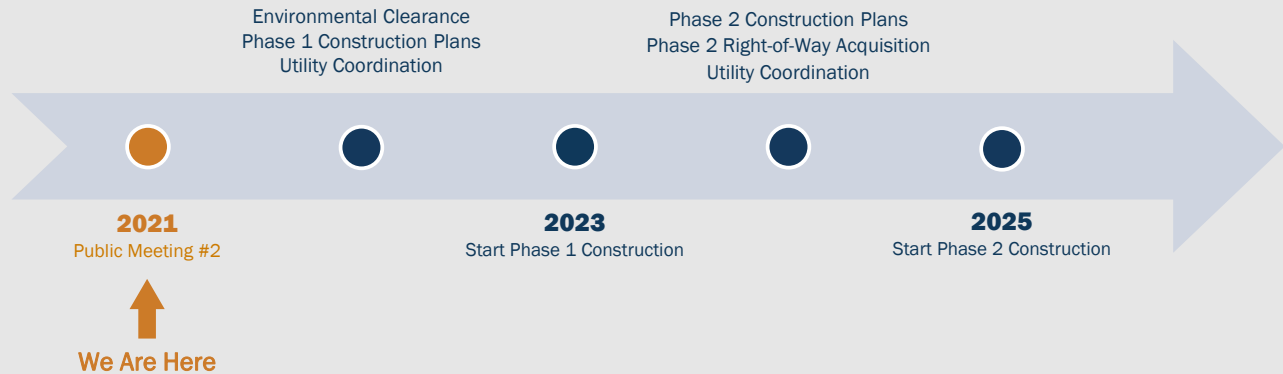 Environmental Clearance
Phase 1 Construction Plans
Utility Coordination
Phase 2 Construction Plans
Phase 2 Right-of-Way Acquisition
Utility Coordination
2021
Public Meeting #2
2023
Start Phase 1 Construction
2025
Start Phase 2 Construction
We Are Here